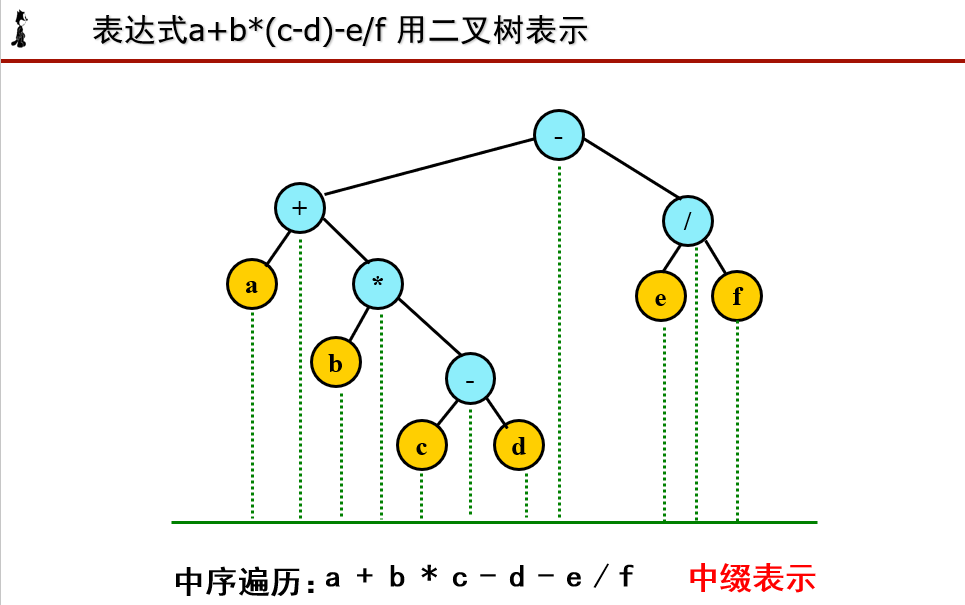 表达式a+b*(c-d)-e/f 用二叉树表示
-
+
/
a
*
e
f
b
-
c
d
中序遍历: a + b * c - d - e / f 中缀表示